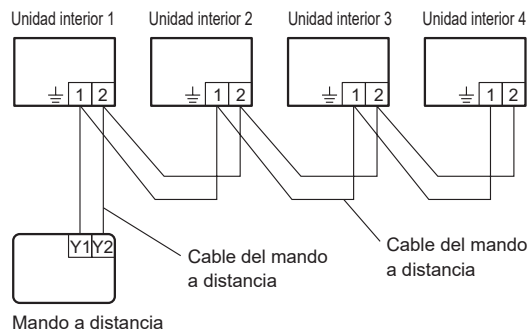 Unidad interior 1
Unidad interior 2
Unidad interior 3
Unidad interior 4
1 2
1 2
1 2
1 2
Y1 Y2
Cable del mando
a distancia
Cable del mando
a distancia
Mando a distancia